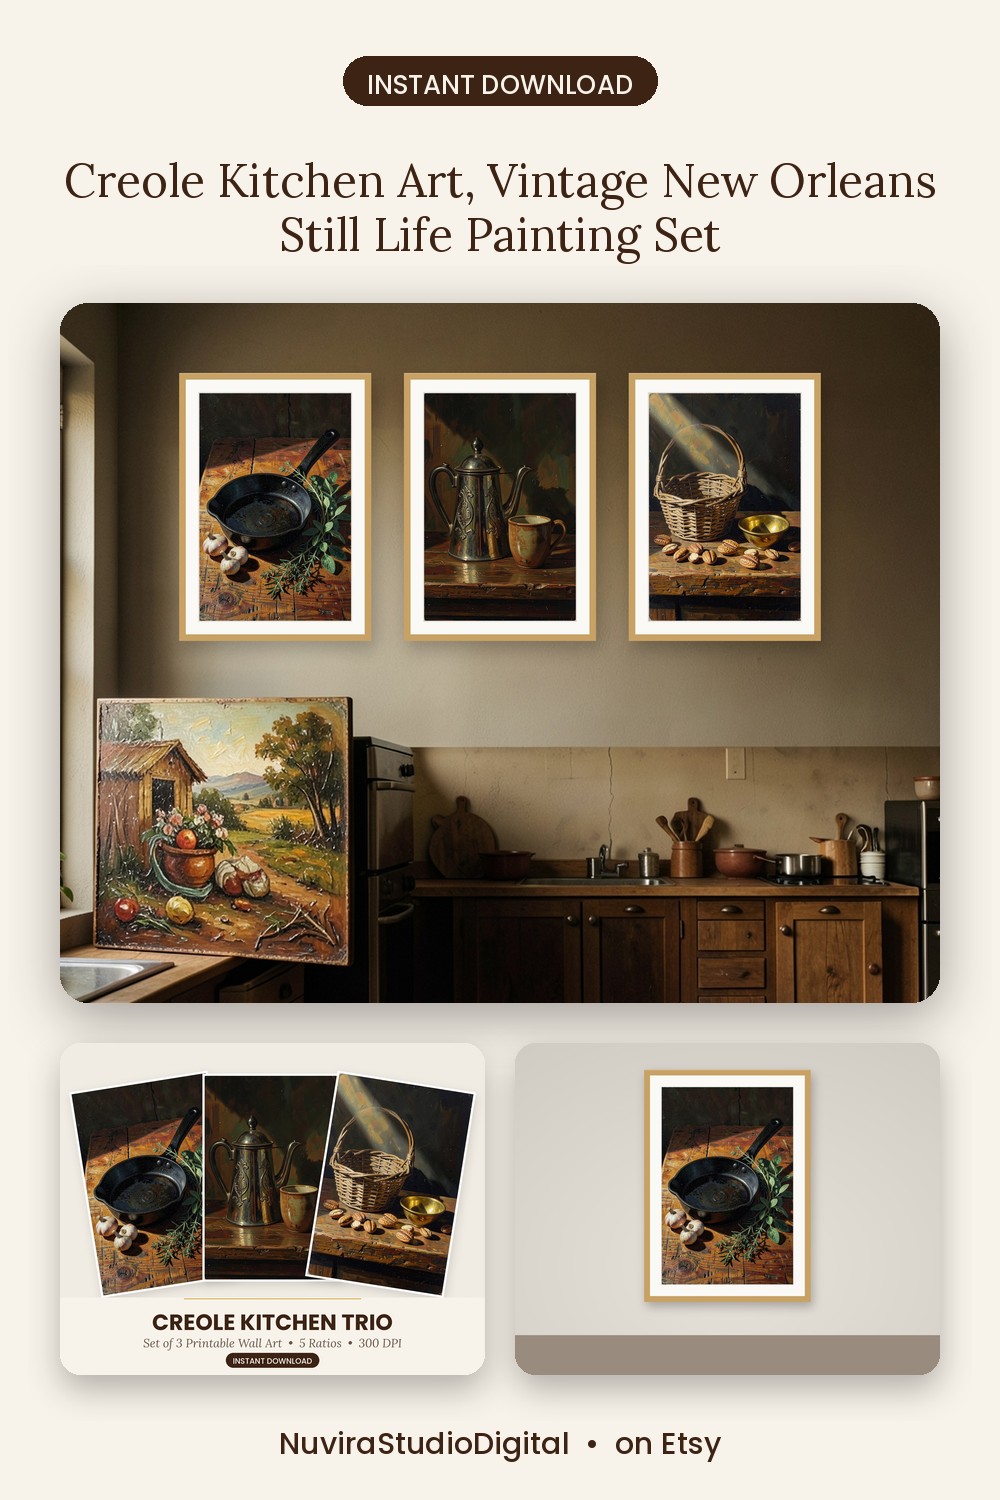 INSTANT DOWNLOAD
Creole Kitchen Art, Vintage New Orleans
Still Life Painting Set
CREOLE KITCHEN TRIO
Set of 3 Printable Wall Art • 5 Ratios • 300 DPI
INSTANT DOWNLOAD
NuviraStudioDigital • on Etsy